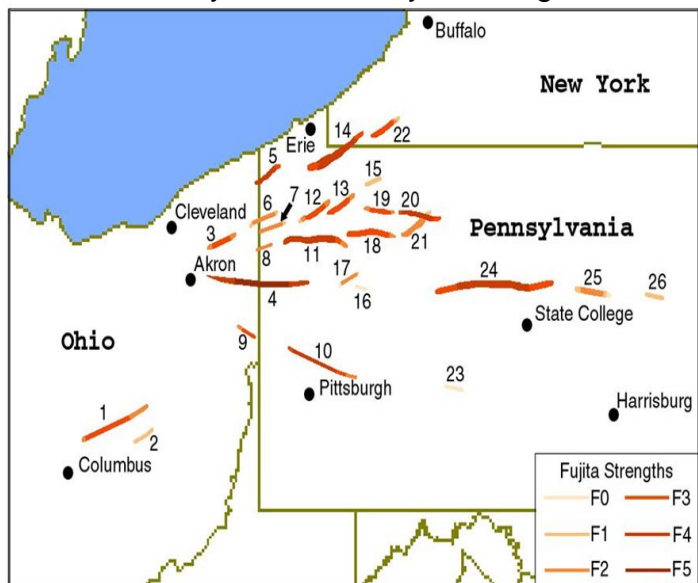 Buffalo
New York
Erie
14
22
5
15
7
12
13
6
19
20
Cleveland
3
Pennsylvania
8
11
18
21
Akron
17
4
16
24
25
26
State College
Ohio
9
10
23
Pittsburgh
Harrisburg
1
2
Columbus
Fujita Strengths
F0 F3
F1 F4
F2 F5